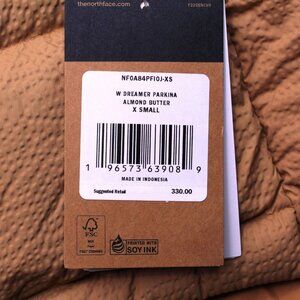 thenorthface.com
NF0A84PFI0J-XS
W DREAMER PARKINA
ALMOND BUTTER
X SMALL
1 96573 63908 9
MADE IN INDONESIA
Suggested Retail 330.00
FSC
MIX
PRINTED WITH
SOY INK